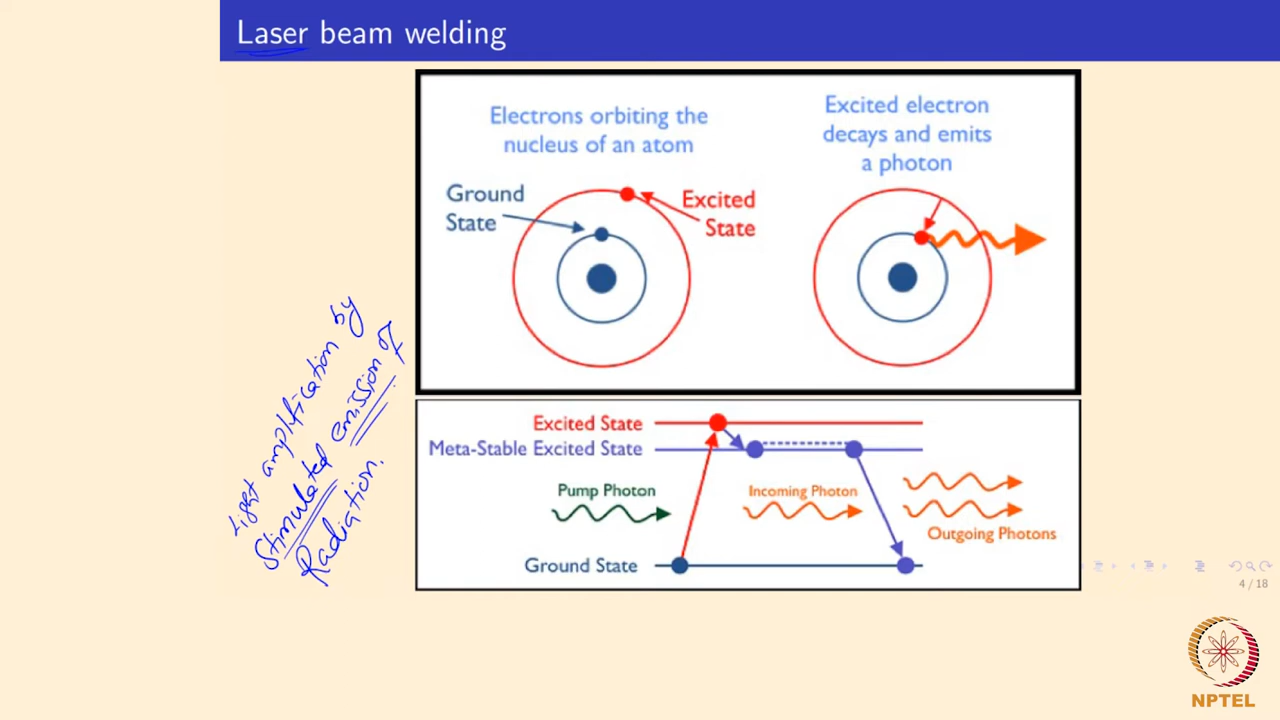 Laser beam welding
Electrons orbiting the
nucleus of an atom
Excited electron
decays and emits
a photon
Ground
State
Excited
State
Light amplification by
Stimulated emission of
Radiation.
Excited State
Meta-Stable Excited State
Pump Photon
Incoming Photon
Outgoing Photons
Ground State
4 / 18
NPTEL